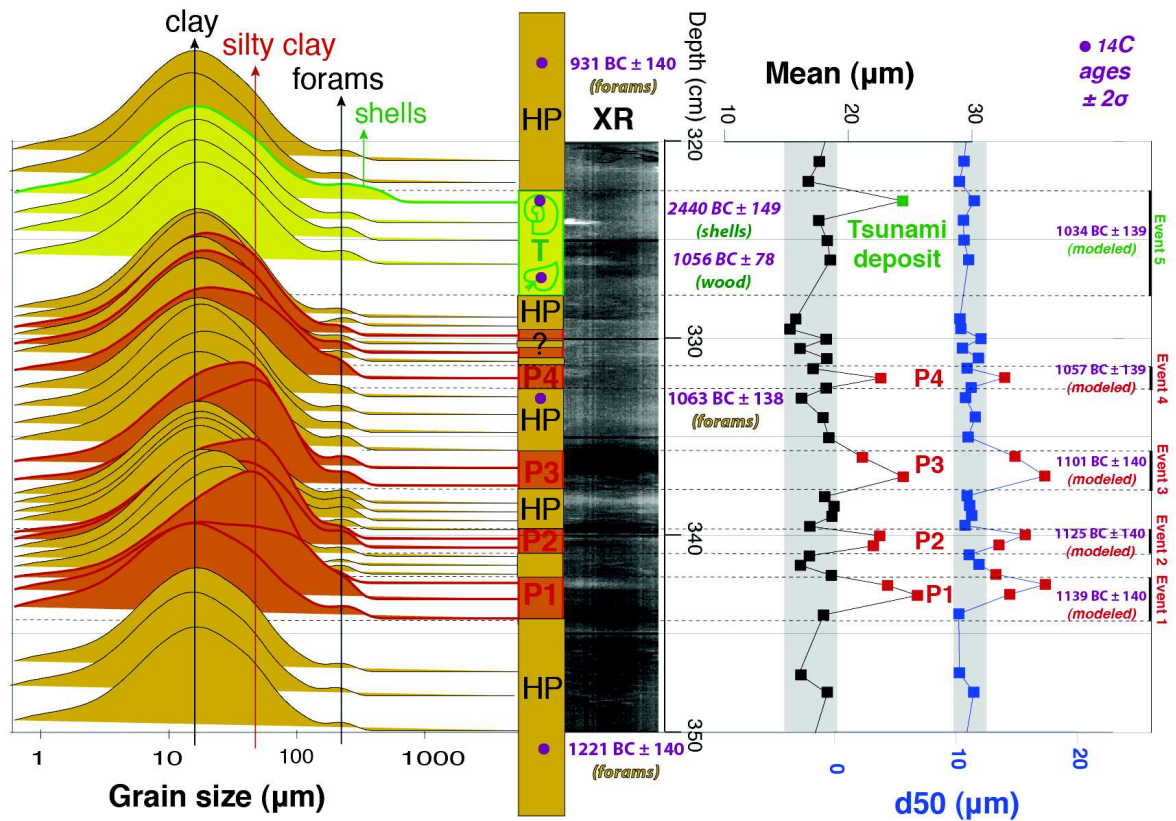 clay
silty clay
forams
shells
HP
931 BC ± 140
(forams)
XR
Depth (cm)
320
330
340
350
Mean (µm)
10
20
30
14C
ages
± 2σ
T
2440 BC ± 149
(shells)
1056 BC ± 78
(wood)
Tsunami
deposit
1034 BC ± 139
(modeled)
Event 5
HP
?
P4
P4
1057 BC ± 139
(modeled)
Event 4
HP
1063 BC ± 138
(forams)
P3
P3
1101 BC ± 140
(modeled)
Event 3
HP
P2
P2
1125 BC ± 140
(modeled)
Event 2
P1
P1
1139 BC ± 140
(modeled)
Event 1
HP
1221 BC ± 140
(forams)
1
10
100
1000
Grain size (µm)
0
10
20
d50 (µm)